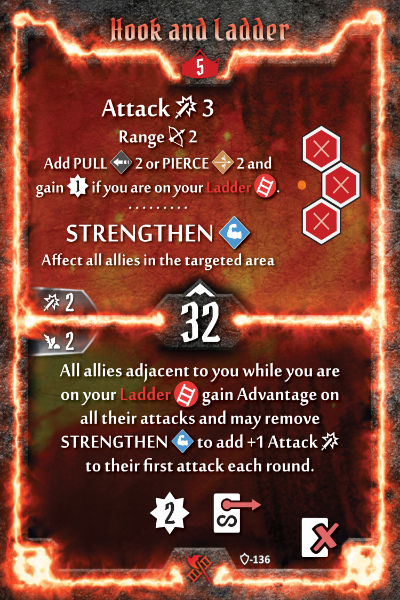 Hook and Ladder
5
Attack 3
Range 2
Add PULL 2 or PIERCE 2 and
gain 1 if you are on your Ladder.
STRENGTHEN
Affect all allies in the targeted area
2
32
2
All allies adjacent to you while you are
on your Ladder gain Advantage on
all their attacks and may remove
STRENGTHEN to add +1 Attack
to their first attack each round.
2
-136